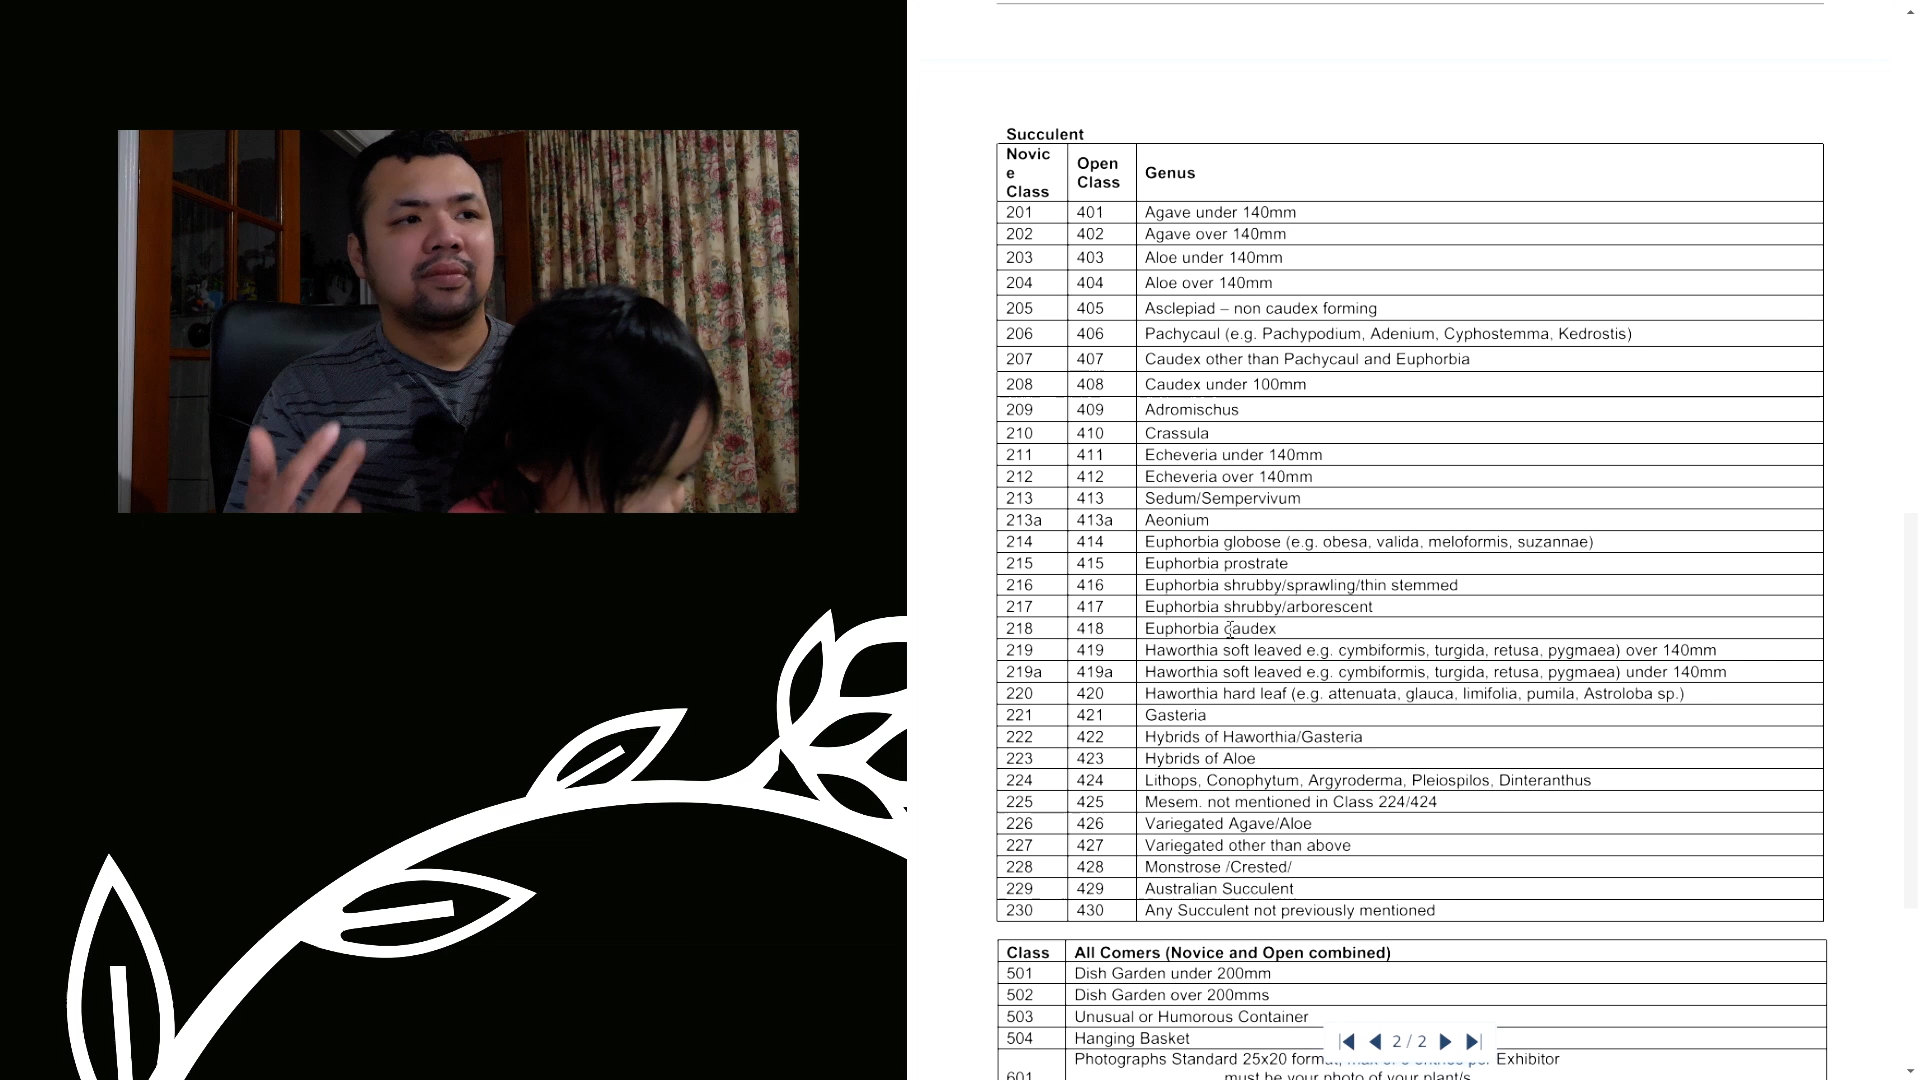 Succulent
Novic
e
Class
Open
Class
Genus
201 401 Agave under 140mm
202 402 Agave over 140mm
203 403 Aloe under 140mm
204 404 Aloe over 140mm
205 405 Asclepiad – non caudex forming
206 406 Pachycaul (e.g. Pachypodium, Adenium, Cyphostemma, Kedrostis)
207 407 Caudex other than Pachycaul and Euphorbia
208 408 Caudex under 100mm
209 409 Adromischus
210 410 Crassula
211 411 Echeveria under 140mm
212 412 Echeveria over 140mm
213 413 Sedum/Sempervivum
213a 413a Aeonium
214 414 Euphorbia globose (e.g. obesa, valida, meloformis, suzannae)
215 415 Euphorbia prostrate
216 416 Euphorbia shrubby/sprawling/thin stemmed
217 417 Euphorbia shrubby/arborescent
218 418 Euphorbia caudex
219 419 Haworthia soft leaved e.g. cymbiformis, turgida, retusa, pygmaea) over 140mm
219a 419a Haworthia soft leaved e.g. cymbiformis, turgida, retusa, pygmaea) under 140mm
220 420 Haworthia hard leaf (e.g. attenuata, glauca, limifolia, pumila, Astroloba sp.)
221 421 Gasteria
222 422 Hybrids of Haworthia/Gasteria
223 423 Hybrids of Aloe
224 424 Lithops, Conophytum, Argyroderma, Pleiospilos, Dinteranthus
225 425 Mesem. not mentioned in Class 224/424
226 426 Variegated Agave/Aloe
227 427 Variegated other than above
228 428 Monstrose /Crested/
229 429 Australian Succulent
230 430 Any Succulent not previously mentioned
Class All Comers (Novice and Open combined)
501 Dish Garden under 200mm
502 Dish Garden over 200mms
503 Unusual or Humorous Container
504 Hanging Basket
2 / 2
Photographs Standard 25x20 Exhibitor
601 must be your photo of your plant/s